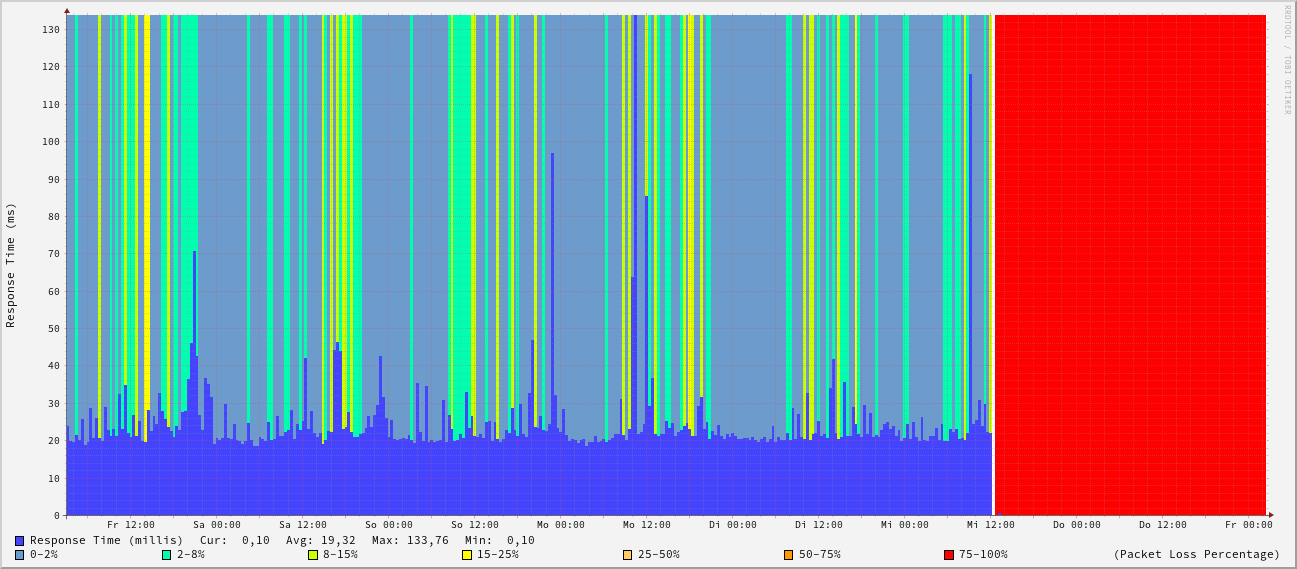 RRDTOOL / TOBI OETIKER
Response Time (ms)
130
120
110
100
90
80
70
60
50
40
30
20
10
0
Fr 12:00 Sa 00:00 Sa 12:00 So 00:00 So 12:00 Mo 00:00 Mo 12:00 Di 00:00 Di 12:00 Mi 00:00 Mi 12:00 Do 00:00 Do 12:00 Fr 00:00
Response Time (millis) Cur: 0,10 Avg: 19,32 Max: 133,76 Min: 0,10
0-2% 2-8% 8-15% 15-25% 25-50% 50-75% 75-100% (Packet Loss Percentage)